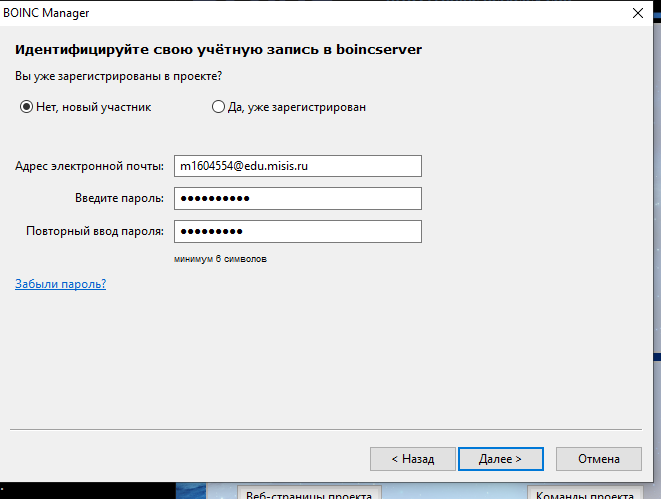 BOINC Manager
Идентифицируйте свою учётную запись в boincserver
Вы уже зарегистрированы в проекте?
Нет, новый участник Да, уже зарегистрирован
Адрес электронной почты: m1604554@edu.misis.ru
Введите пароль: ●●●●●●●●●●
Повторный ввод пароля: ●●●●●●●●●
минимум 6 символов
Забыли пароль?
< Назад Далее > Отмена
Веб-страницы проекта Команды проекта